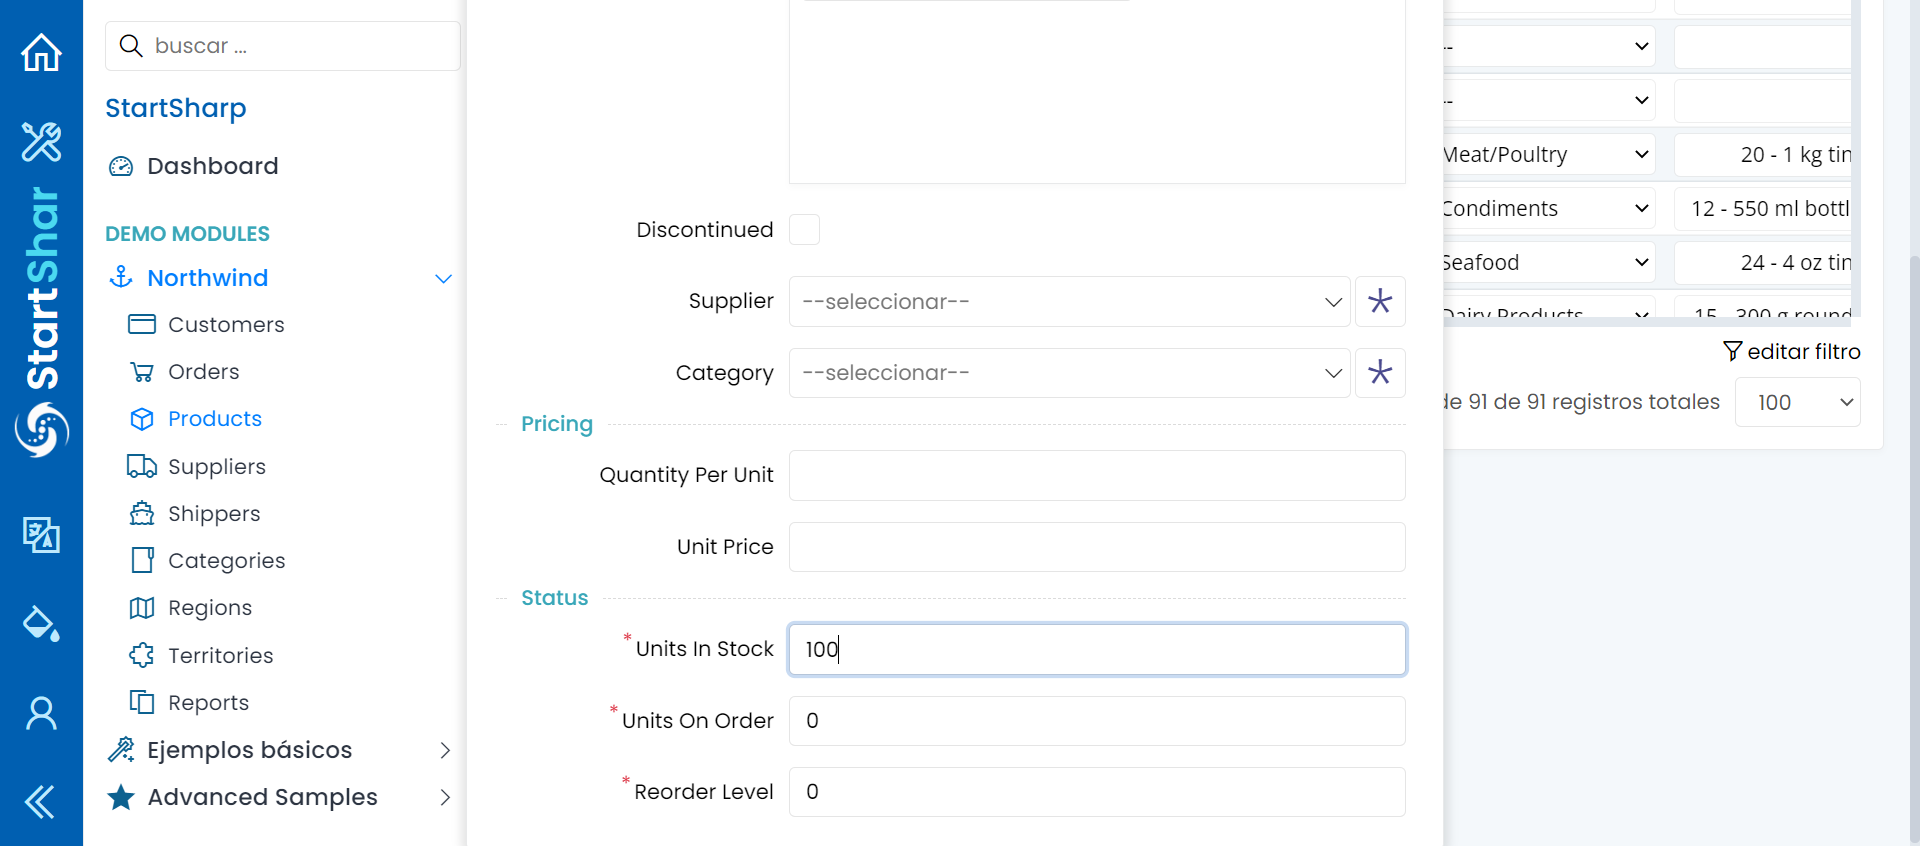 StartShar
buscar ...
StartSharp
Dashboard
DEMO MODULES
Northwind
Customers
Orders
Products
Suppliers
Shippers
Categories
Regions
Territories
Reports
Ejemplos básicos
Advanced Samples
Discontinued
Supplier
--seleccionar--
Category
--seleccionar--
Pricing
Quantity Per Unit
Unit Price
Status
*Units In Stock
100
*Units On Order
0
*Reorder Level
0
--
--
Meat/Poultry
20 - 1 kg tin
Condiments
12 - 550 ml bottl
Seafood
24 - 4 oz tin
Dairy Products
15 - 300 g round
editar filtro
de 91 de 91 registros totales
100